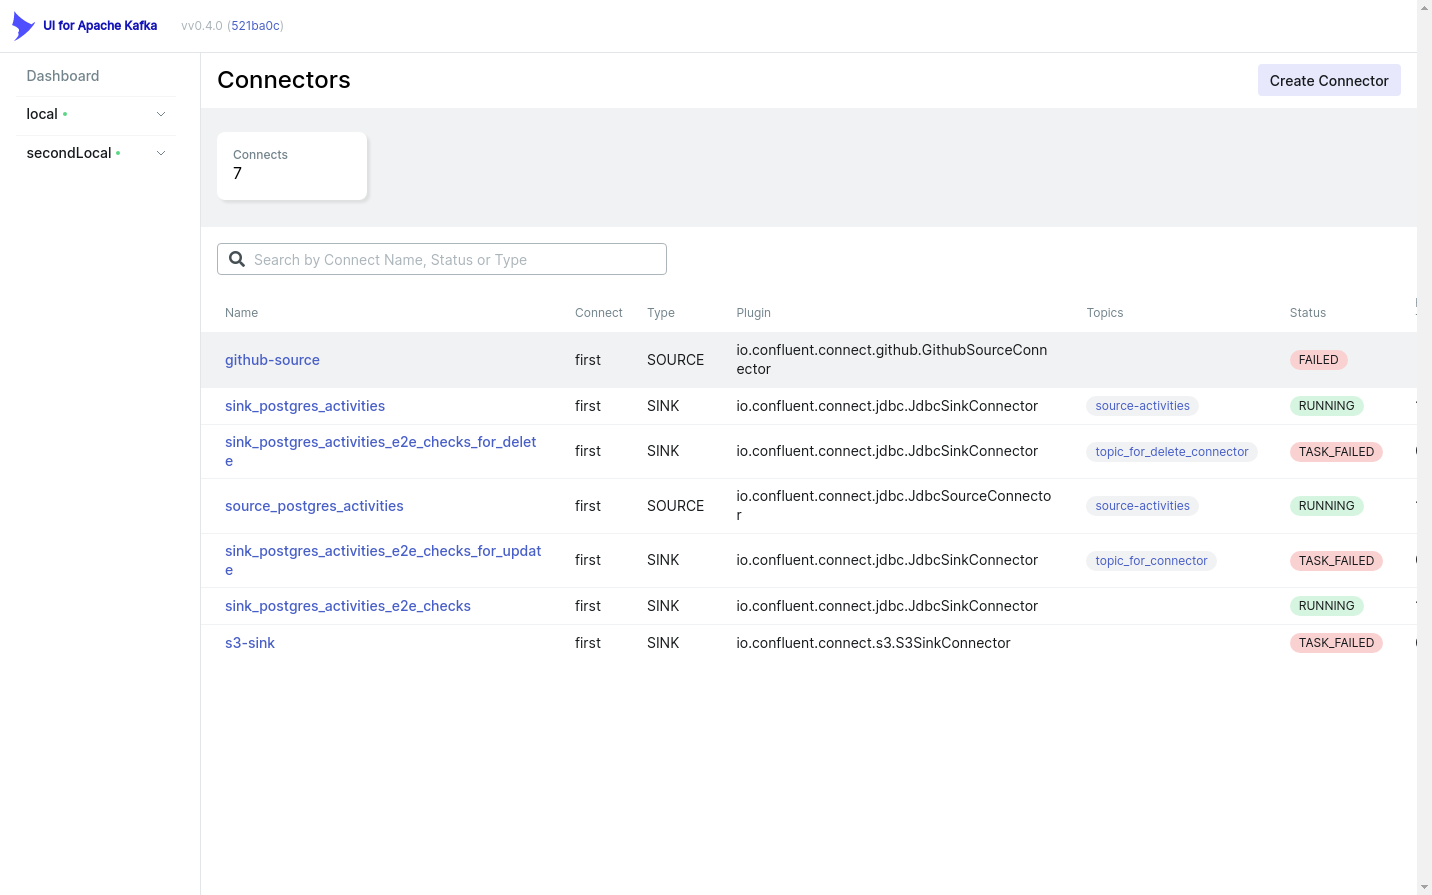 UI for Apache Kafka vv0.4.0 (521ba0c)
Dashboard
local
secondLocal
Connectors
Create Connector
Connects
7
Search by Connect Name, Status or Type
Name Connect Type Plugin Topics Status
github-source first SOURCE io.confluent.connect.github.GithubSourceConn
ector FAILED
sink_postgres_activities first SINK io.confluent.connect.jdbc.JdbcSinkConnector source-activities RUNNING
sink_postgres_activities_e2e_checks_for_delet
e first SINK io.confluent.connect.jdbc.JdbcSinkConnector topic_for_delete_connector TASK_FAILED
source_postgres_activities first SOURCE io.confluent.connect.jdbc.JdbcSourceConnecto
r source-activities RUNNING
sink_postgres_activities_e2e_checks_for_updat
e first SINK io.confluent.connect.jdbc.JdbcSinkConnector topic_for_connector TASK_FAILED
sink_postgres_activities_e2e_checks first SINK io.confluent.connect.jdbc.JdbcSinkConnector RUNNING
s3-sink first SINK io.confluent.connect.s3.S3SinkConnector TASK_FAILED